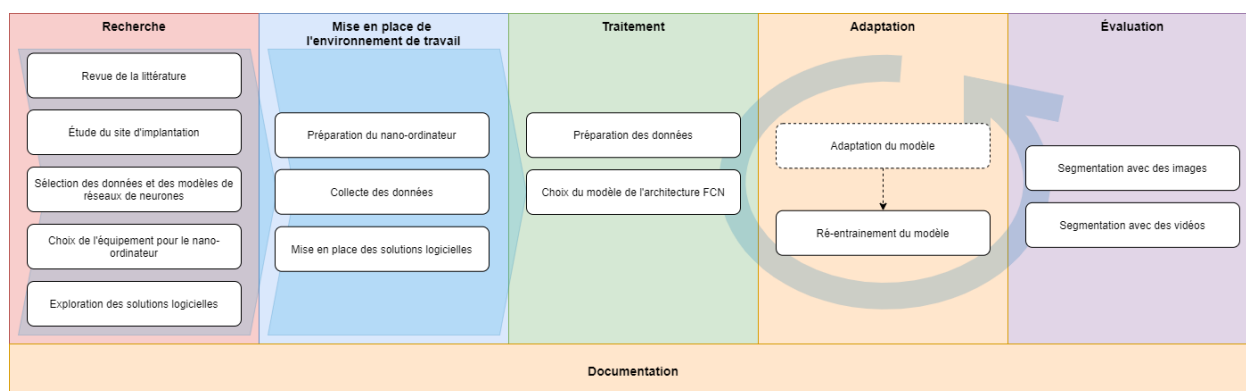 Recherche
Revue de la littérature
Étude du site d'implantation
Sélection des données et des modèles de
réseaux de neurones
Choix de l'équipement pour le nano-
ordinateur
Exploration des solutions logicielles
Mise en place de
l'environnement de travail
Préparation du nano-ordinateur
Collecte des données
Mise en place des solutions logicielles
Traitement
Préparation des données
Choix du modèle de l'architecture FCN
Adaptation
Adaptation du modèle
Ré-entrainement du modèle
Évaluation
Segmentation avec des images
Segmentation avec des vidéos
Documentation